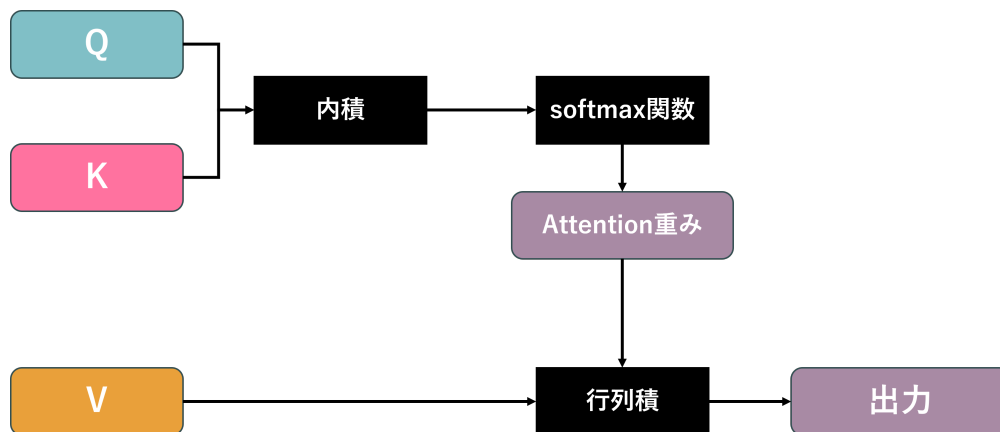 Q
K
内積
softmax関数
Attention重み
V
行列積
出力